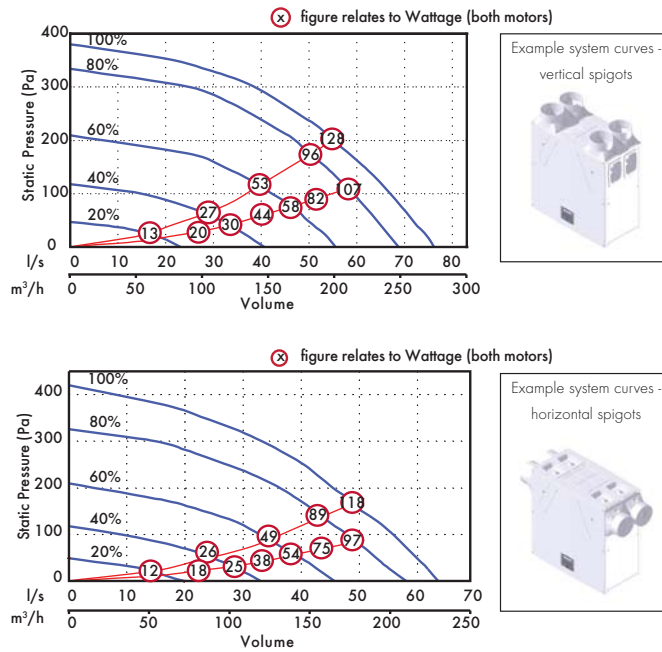 ⓧ figure relates to Wattage (both motors)
400
300
200
100
0
Static Pressure (Pa)
100%
80%
60%
40%
20%
128
96
53
107
27
82
58
44
30
13
20
l/s
0 10 20 30 40 50 60 70 80
m³/h
0 50 100 150 200 250 300
Volume
Example system curves -
vertical spigots
ⓧ figure relates to Wattage (both motors)
400
300
200
100
0
Static Pressure (Pa)
100%
80%
60%
40%
20%
118
89
49
97
26
75
54
38
25
12
18
l/s
0 10 20 30 40 50 60 70
m³/h
0 50 100 150 200 250
Volume
Example system curves -
horizontal spigots